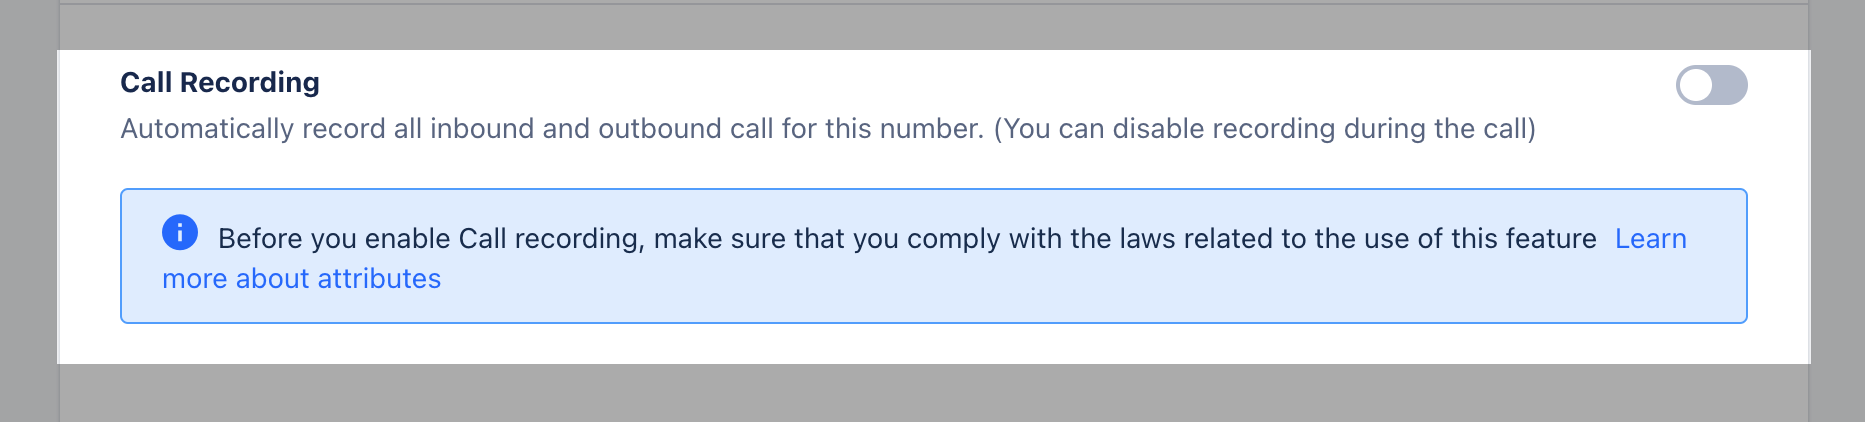 Call Recording
Automatically record all inbound and outbound call for this number. (You can disable recording during the call)
Before you enable Call recording, make sure that you comply with the laws related to the use of this feature Learn
more about attributes